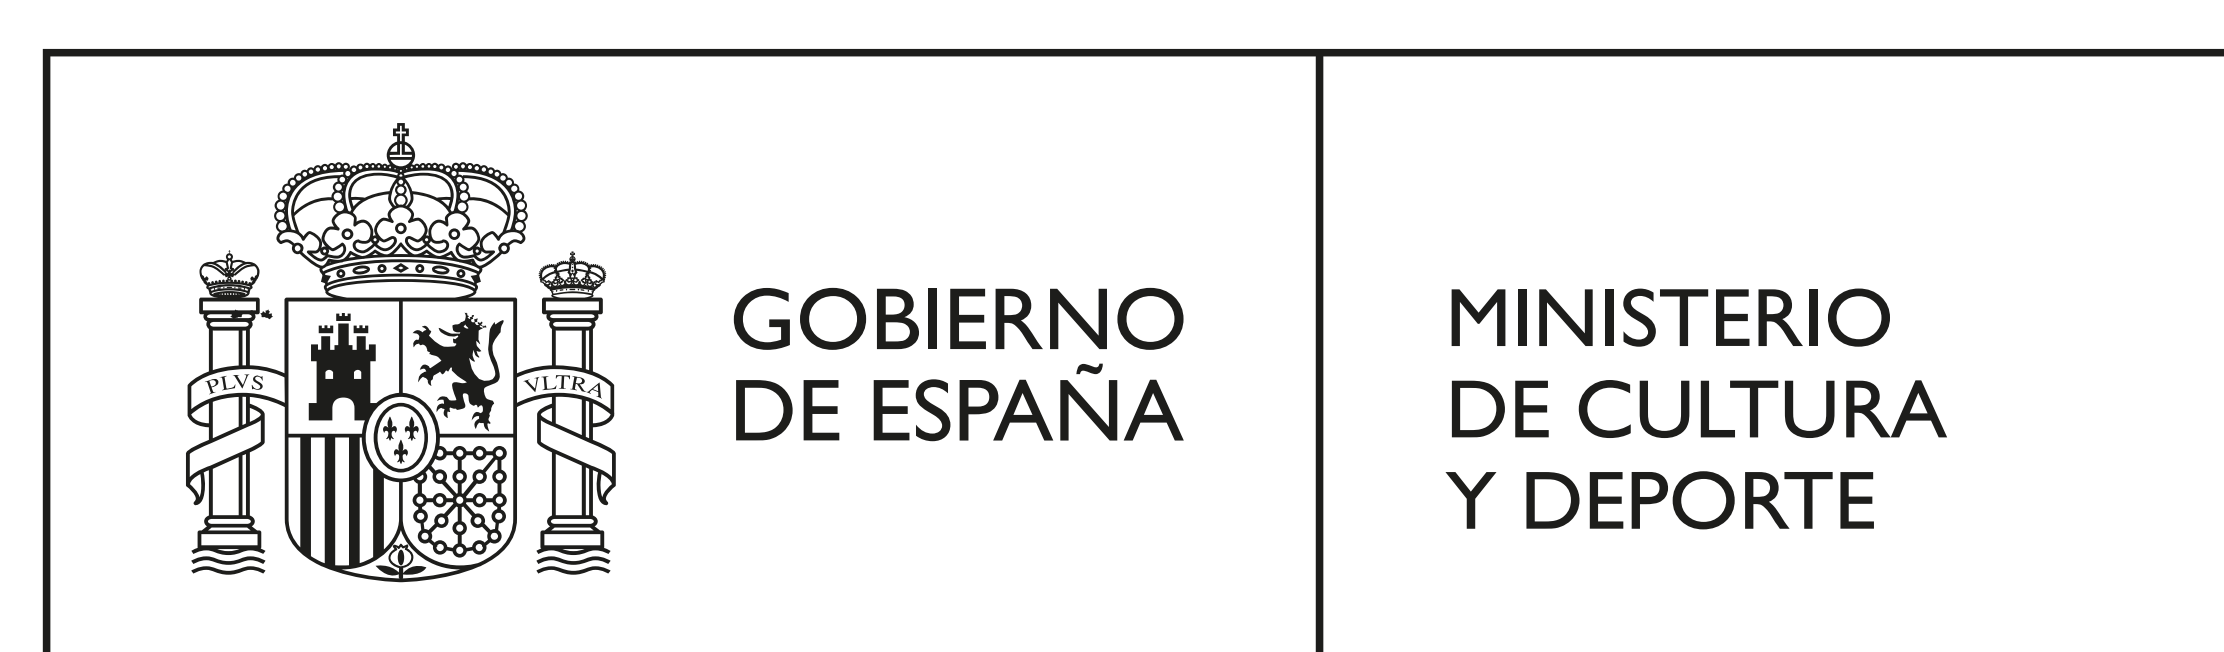 PLVS VLTRA
GOBIERNO
DE ESPAÑA
MINISTERIO
DE CULTURA
Y DEPORTE